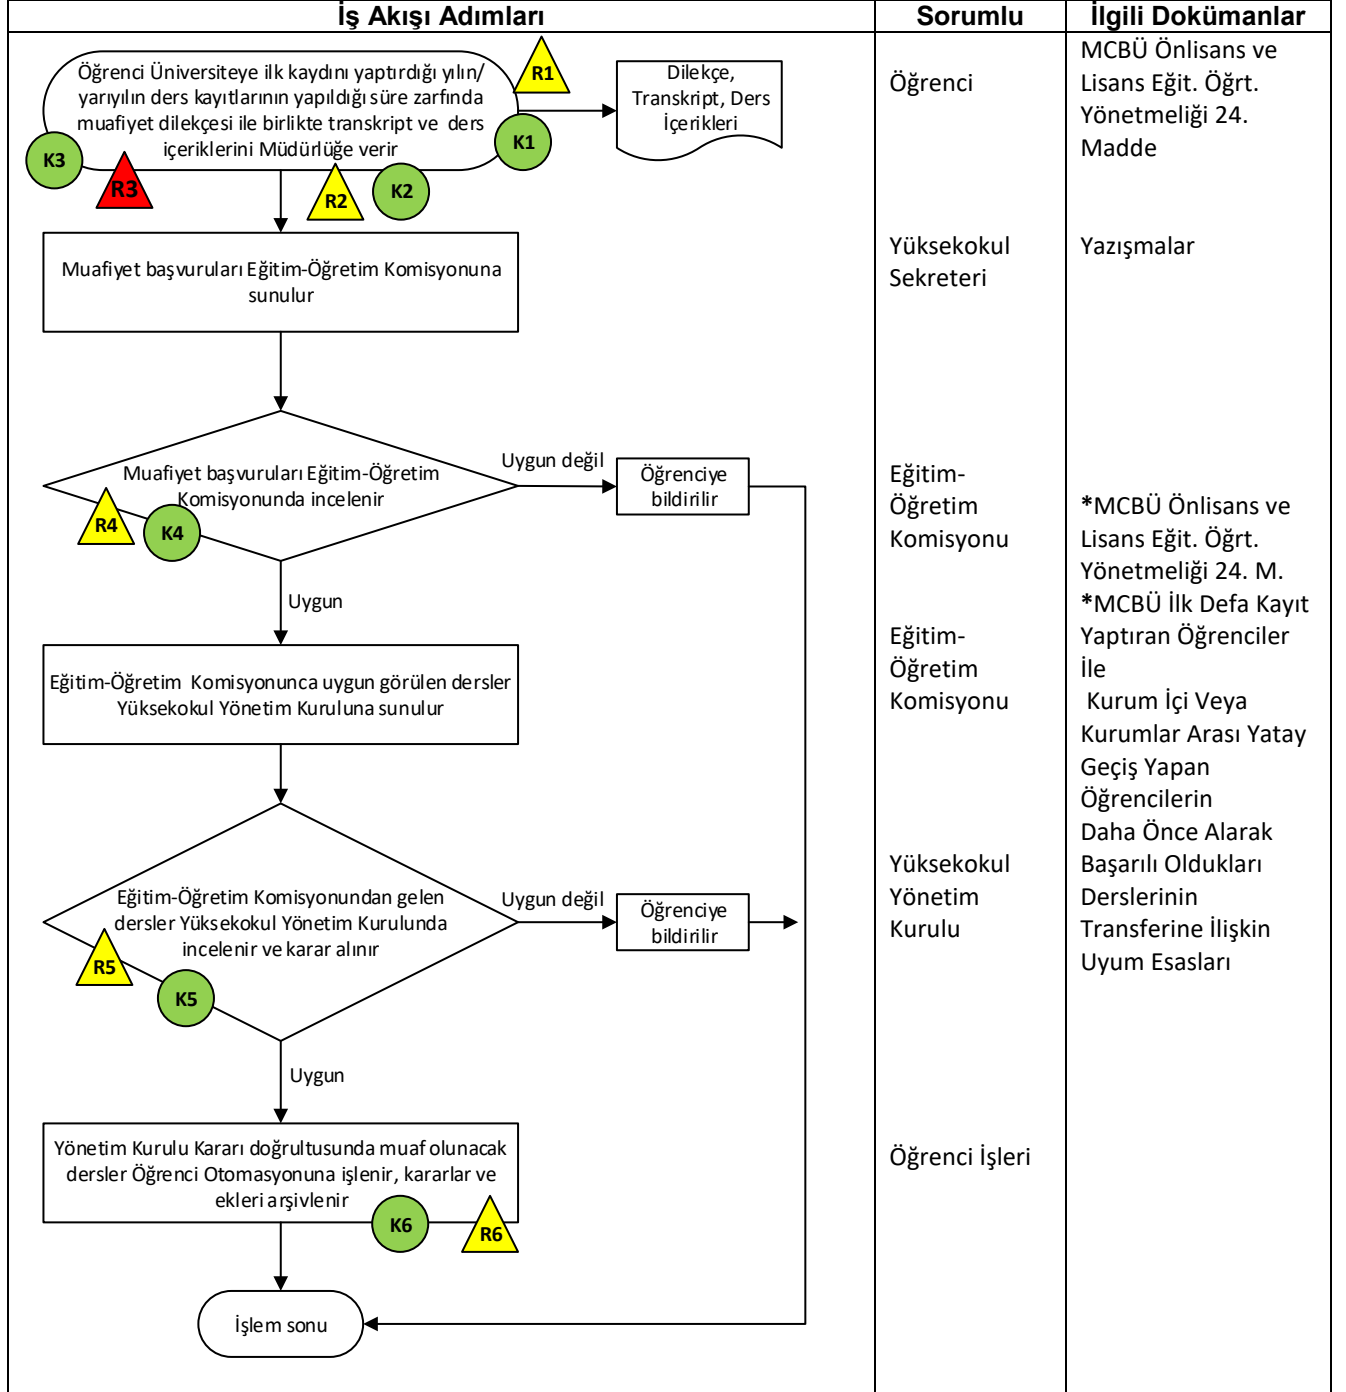 İş Akışı Adımları
Sorumlu
İlgili Dokümanlar
Öğrenci Üniversiteye ilk kaydını yaptırdığı yılın/
yarıyılın ders kayıtlarının yapıldığı süre zarfında
muafiyet dilekçesi ile birlikte transkript ve ders
içeriklerini Müdürlüğe verir
R1
K1
K2
R2
R3
K3
Dilekçe,
Transkript, Ders
İçerikleri
Öğrenci
MCBÜ Önlisans ve
Lisans Eğit. Öğrt.
Yönetmeliği 24.
Madde
Muafiyet başvuruları Eğitim-Öğretim Komisyonuna
sunulur
Yüksekokul
Sekreteri
Yazışmalar
Muafiyet başvuruları Eğitim-Öğretim
Komisyonunda incelenir
R4
K4
Uygun değil
Öğrenciye
bildirilir
Uygun
Eğitim-
Öğretim
Komisyonu
*MCBÜ Önlisans ve
Lisans Eğit. Öğrt.
Yönetmeliği 24. M.
*MCBÜ İlk Defa Kayıt
Yaptıran Öğrenciler
İle
Kurum İçi Veya
Kurumlar Arası Yatay
Geçiş Yapan
Öğrencilerin
Daha Önce Alarak
Başarılı Oldukları
Derslerinin
Transferine İlişkin
Uyum Esasları
Eğitim-Öğretim Komisyonunca uygun görülen dersler
Yüksekokul Yönetim Kuruluna sunulur
Eğitim-
Öğretim
Komisyonu
Eğitim-Öğretim Komisyonundan gelen
dersler Yüksekokul Yönetim Kurulunda
incelenir ve karar alınır
R5
K5
Uygun değil
Öğrenciye
bildirilir
Uygun
Yüksekokul
Yönetim
Kurulu
Yönetim Kurulu Kararı doğrultusunda muaf olunacak
dersler Öğrenci Otomasyonuna işlenir, kararlar ve
ekleri arşivlenir
K6
R6
Öğrenci İşleri
İşlem sonu